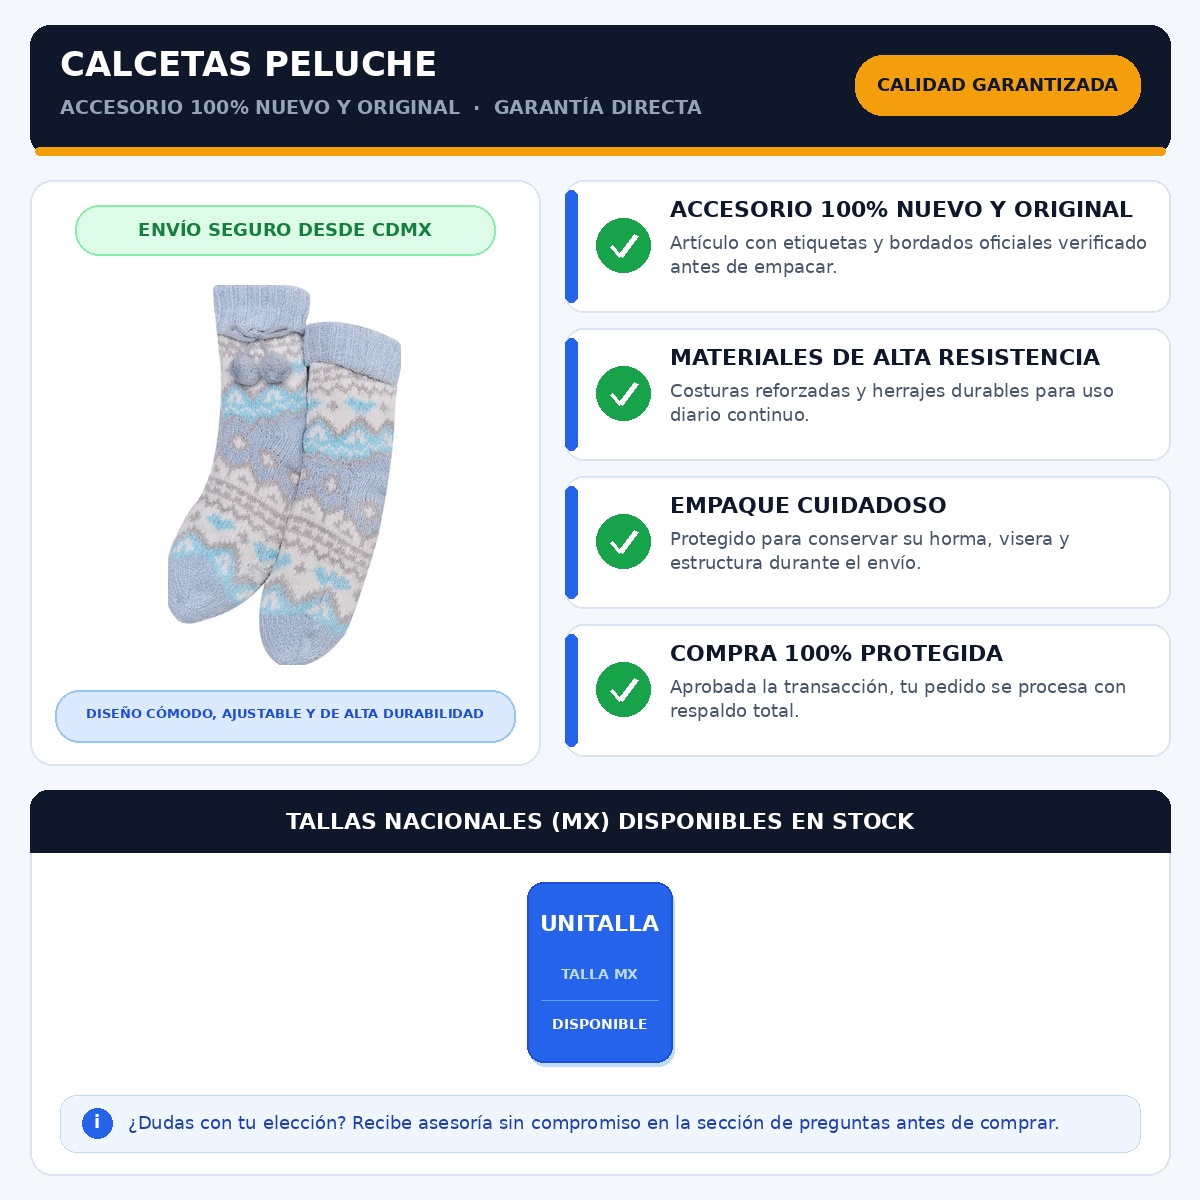 CALCETAS PELUCHE
ACCESORIO 100% NUEVO Y ORIGINAL · GARANTÍA DIRECTA
CALIDAD GARANTIZADA
ENVÍO SEGURO DESDE CDMX
DISEÑO CÓMODO, AJUSTABLE Y DE ALTA DURABILIDAD
ACCESORIO 100% NUEVO Y ORIGINAL
Artículo con etiquetas y bordados oficiales verificado
antes de empacar.
MATERIALES DE ALTA RESISTENCIA
Costuras reforzadas y herrajes durables para uso
diario continuo.
EMPAQUE CUIDADOSO
Protegido para conservar su horma, visera y
estructura durante el envío.
COMPRA 100% PROTEGIDA
Aprobada la transacción, tu pedido se procesa con
respaldo total.
TALLAS NACIONALES (MX) DISPONIBLES EN STOCK
UNITALLA
TALLA MX
DISPONIBLE
i ¿Dudas con tu elección? Recibe asesoría sin compromiso en la sección de preguntas antes de comprar.